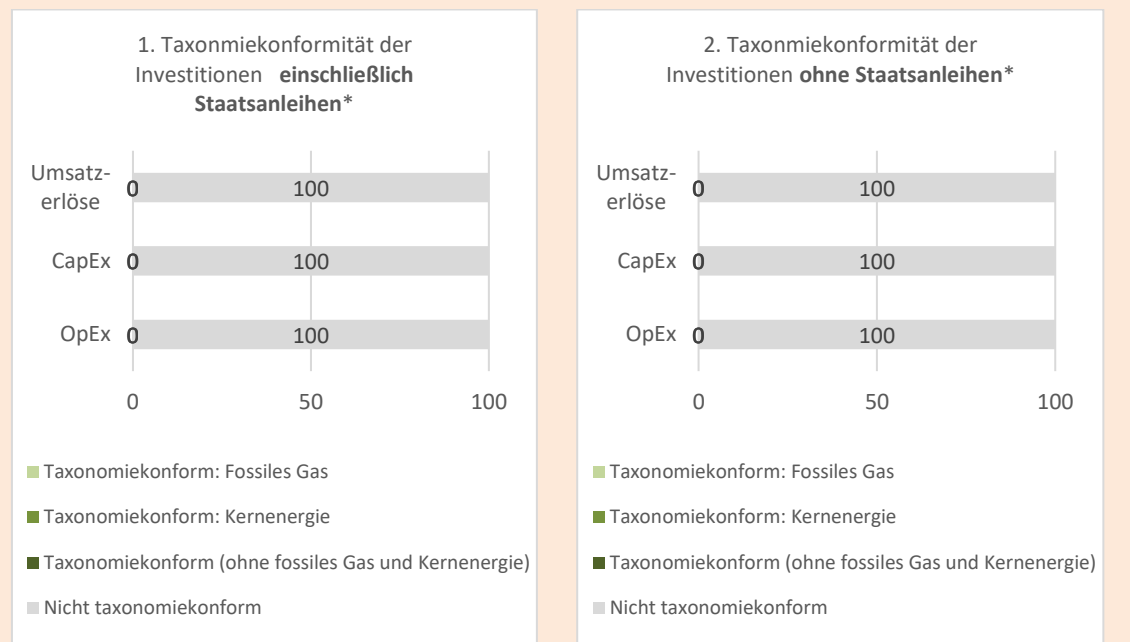 1. Taxonmiekonformität der
Investitionen einschließlich
Staatsanleihen*
Umsatz-
erlöse
0 100
CapEx 0 100
OpEx 0 100
0 50 100
Taxonomiekonform: Fossiles Gas
Taxonomiekonform: Kernenergie
Taxonomiekonform (ohne fossiles Gas und Kernenergie)
Nicht taxonomiekonform
2. Taxonmiekonformität der
Investitionen ohne Staatsanleihen*
Umsatz-
erlöse
0 100
CapEx 0 100
OpEx 0 100
0 50 100
Taxonomiekonform: Fossiles Gas
Taxonomiekonform: Kernenergie
Taxonomiekonform (ohne fossiles Gas und Kernenergie)
Nicht taxonomiekonform